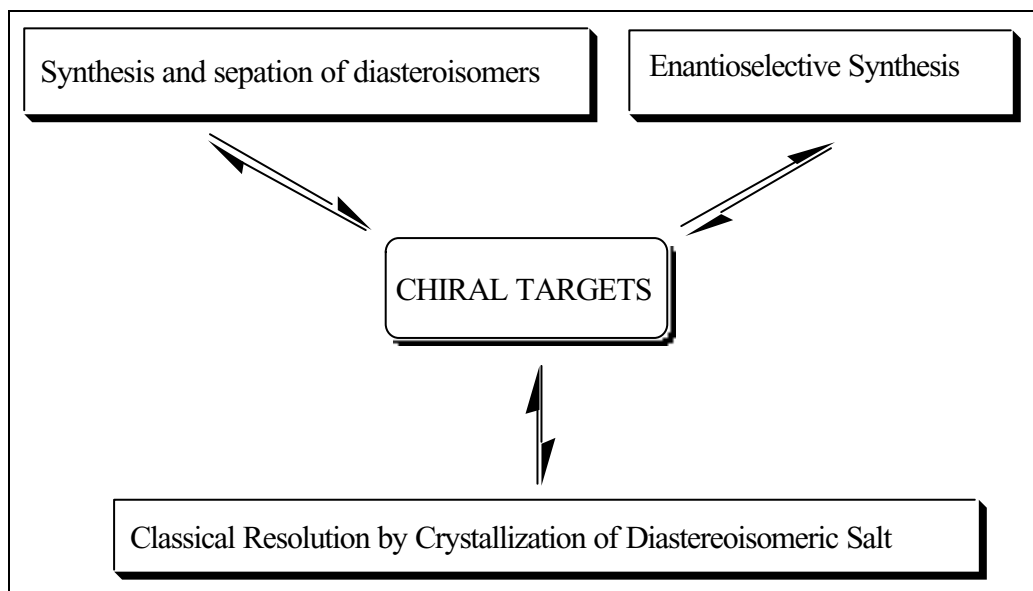 Synthesis and sepation of diasteroisomers
Enantioselective Synthesis
CHIRAL TARGETS
Classical Resolution by Crystallization of Diastereoisomeric Salt